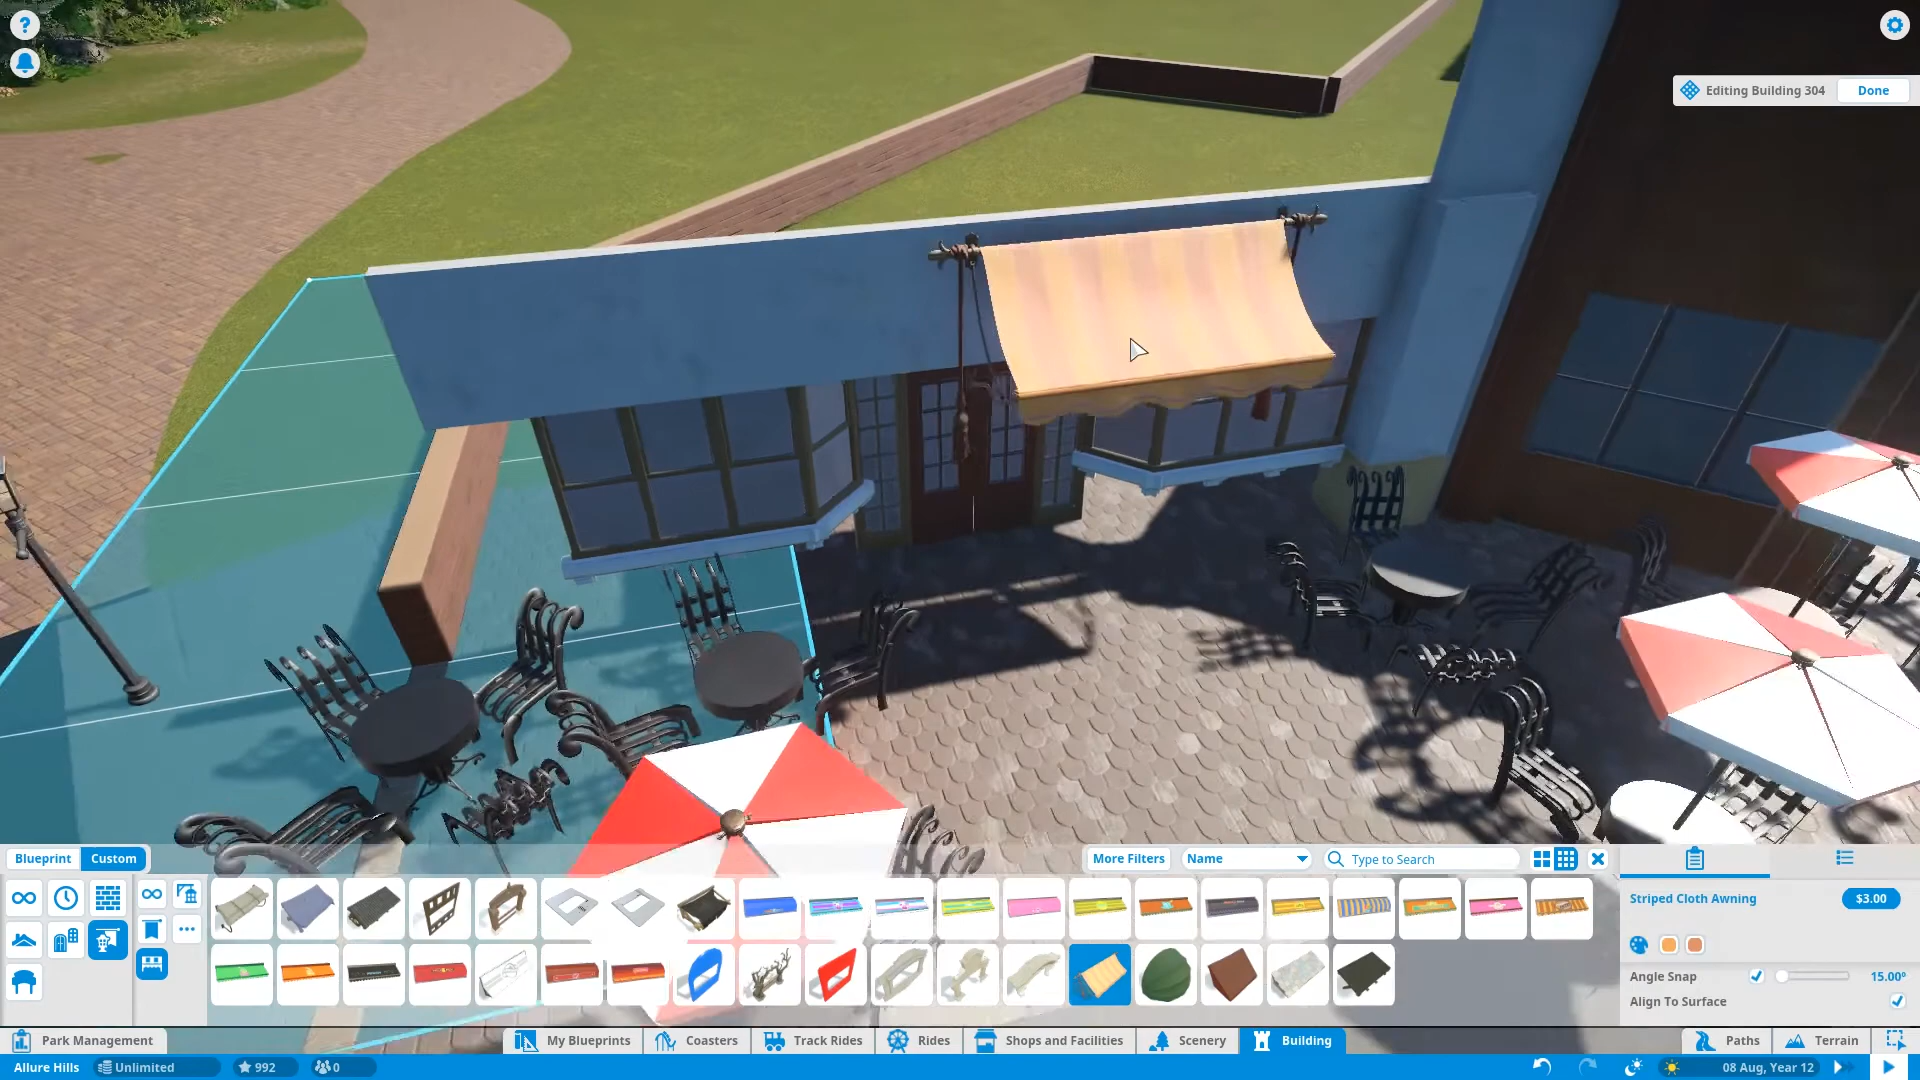 ?
Editing Building 304
Done
Blueprint
Custom
More Filters
Name
Type to Search
Striped Cloth Awning
$3.00
Angle Snap
15.00°
Align To Surface
Park Management
My Blueprints
Coasters
Track Rides
Rides
Shops and Facilities
Scenery
Building
Paths
Terrain
Allure Hills
Unlimited
992
0
08 Aug, Year 12